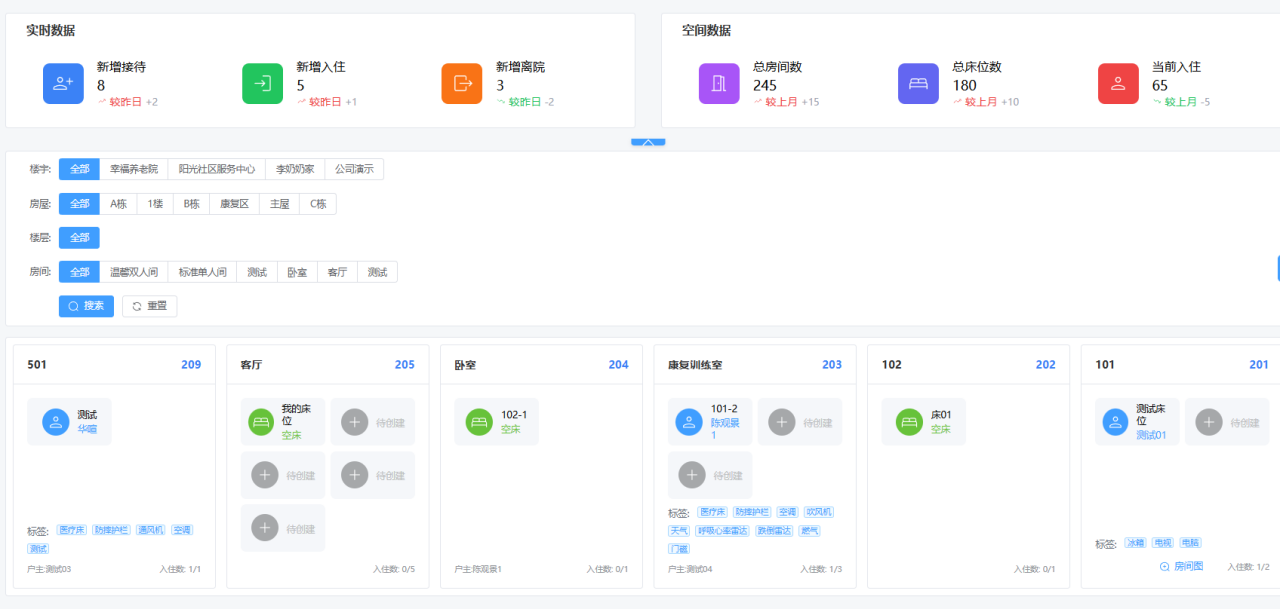 实时数据
新增接待
8
较昨日 +2
新增入住
5
较昨日 +1
新增离院
3
较昨日 -2
空间数据
总房间数
245
较上月 +15
总床位数
180
较上月 +10
当前入住
65
较上月 -5
楼宇: 全部 幸福养老院 阳光社区服务中心 李奶奶家 公司演示
房屋: 全部 A栋 1楼 B栋 康复区 主屋 C栋
楼层: 全部
房间: 全部 温馨双人间 标准单人间 测试 卧室 客厅 测试
搜索 重置
501 209
测试
华喧
标签: 医疗床 防摔护栏 通风机 空调
测试
户主:测试03 入住数: 1/1
客厅 205
我的床
位
空床
待创建
待创建
待创建
待创建
入住数: 0/5
卧室 204
102-1
空床
户主:陈观景1 入住数: 0/1
康复训练室 203
101-2
陈观景
1
待创建
待创建
标签: 医疗床 防摔护栏 空调 吹风机
天气 呼吸心率雷达 跌倒雷达 燃气
门磁
户主:测试04 入住数: 1/3
102 202
床01
空床
入住数: 0/1
101 201
测试床
位
测试01
待创建
标签: 冰箱 电视 电脑
房间图 入住数: 1/2